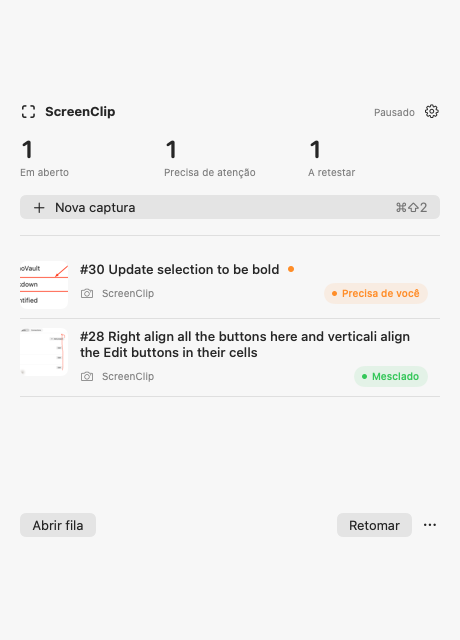 ScreenClip
Pausado
1
1
1
Em aberto
Precisa de atenção
A retestar
+ Nova captura
⌘⇧2
#30 Update selection to be bold
ScreenClip
Precisa de você
#28 Right align all the buttons here and verticali align
the Edit buttons in their cells
ScreenClip
Mesclado
Abrir fila
Retomar